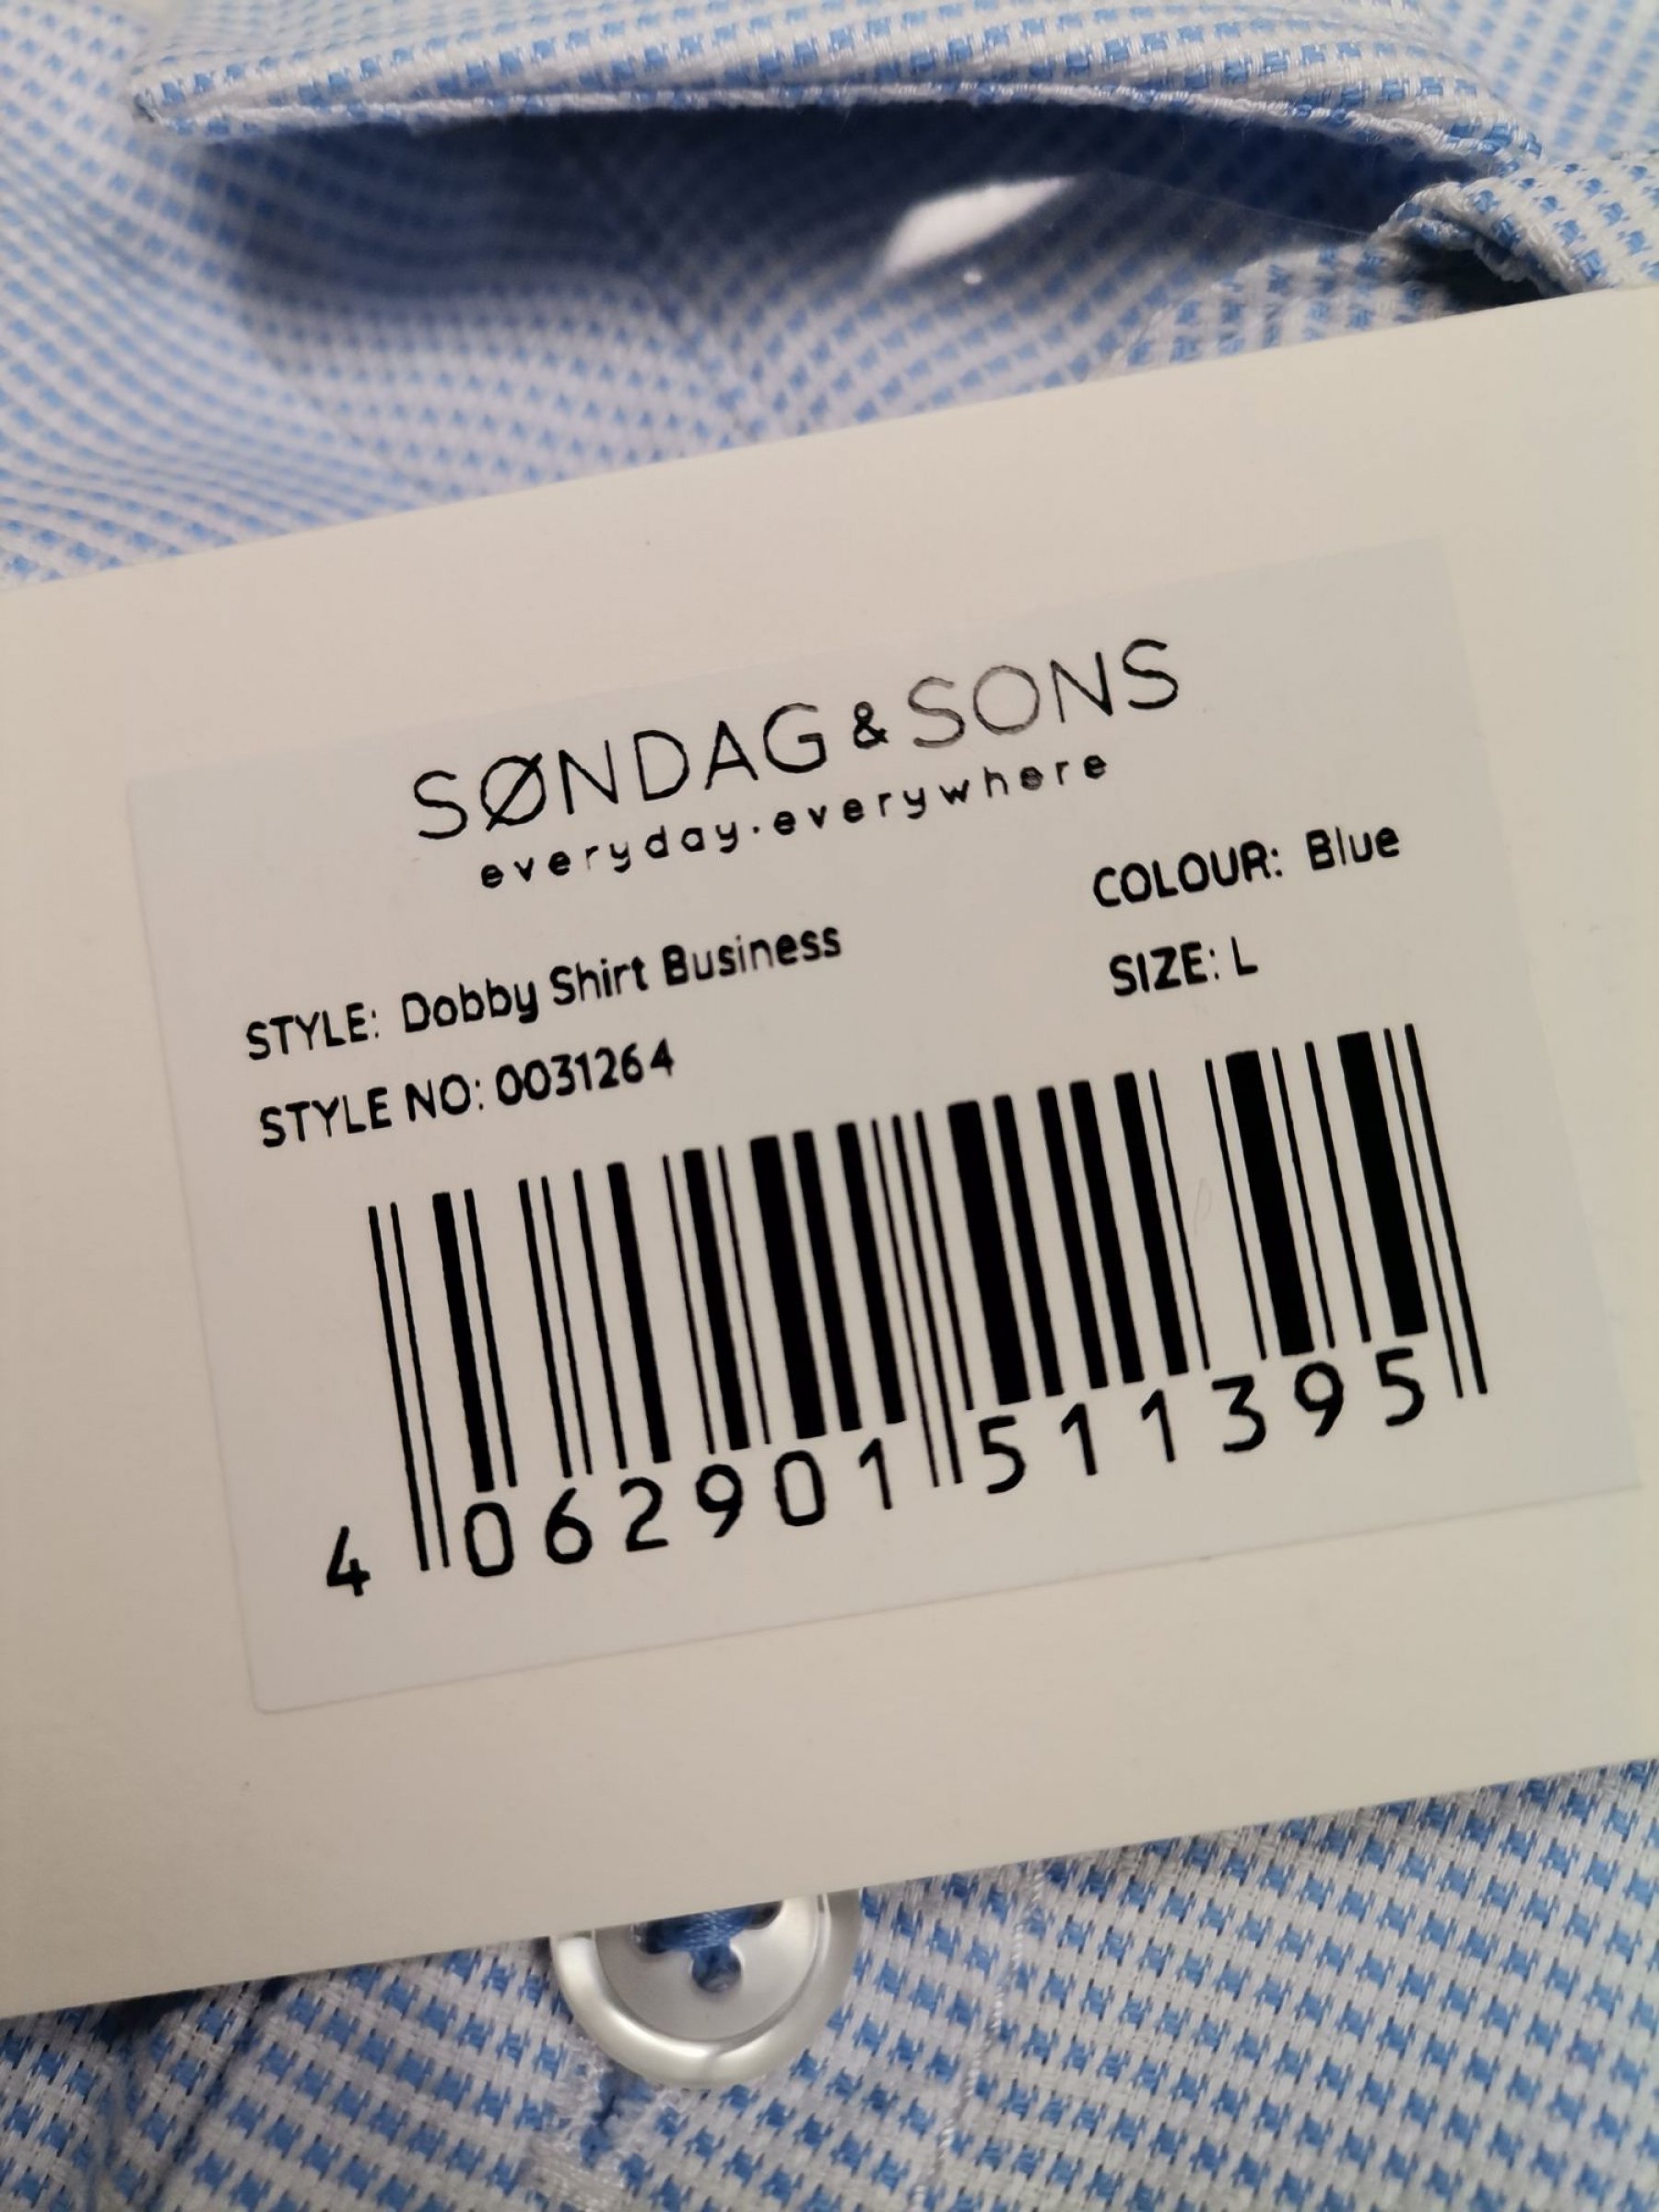 SØNDAG & SONS
everyday·everywhere
STYLE: Dobby Shirt Business
COLOUR: Blue
STYLE NO: 0031264
SIZE: L
4 062901 511395